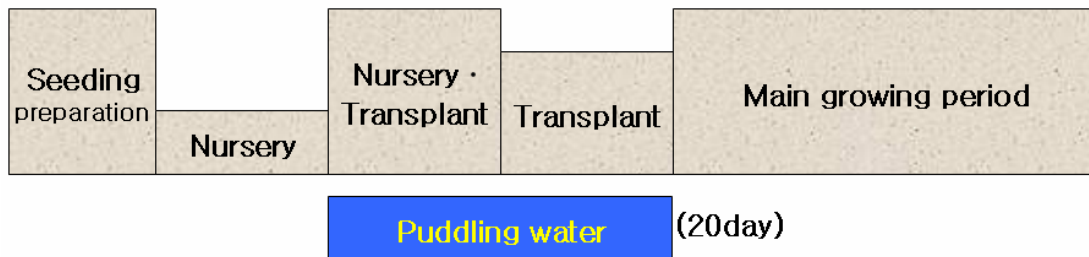 Seeding
preparation
Nursery
Nursery ·
Transplant
Transplant
Main growing period
Puddling water
(20day)